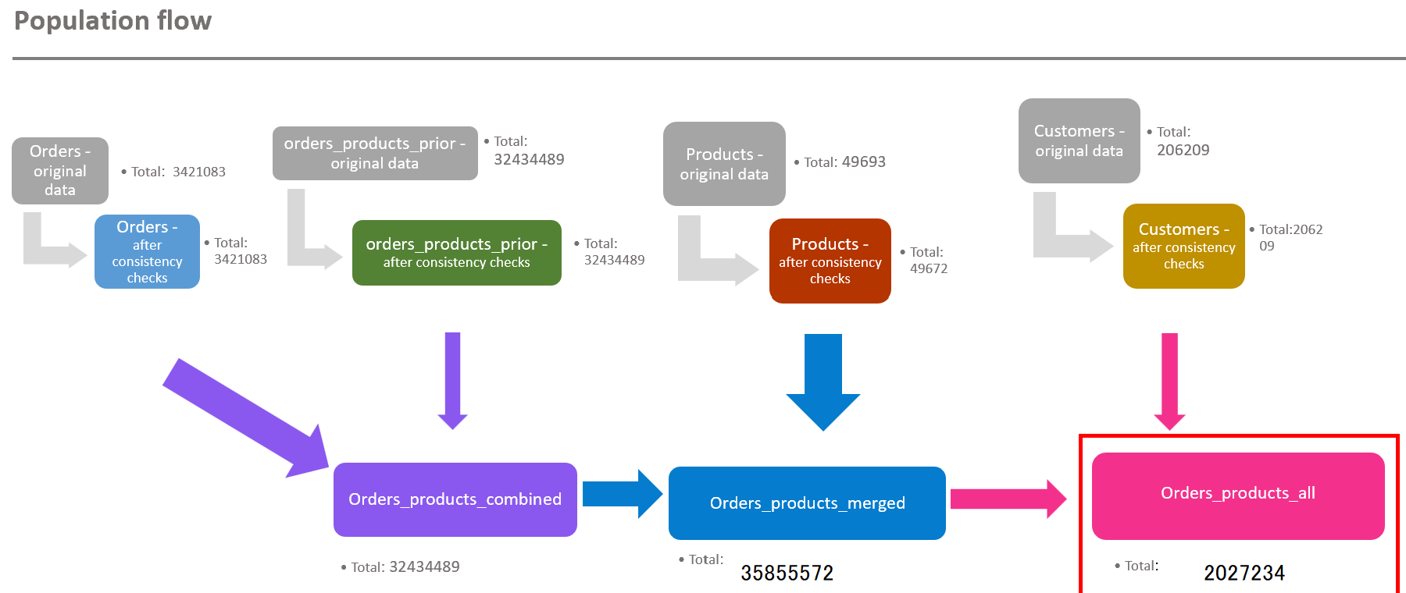 Population flow
Orders -
original
data
• Total: 3421083
Orders -
after
consistency
checks
• Total:
3421083
orders_products_prior -
original data
• Total:
32434489
orders_products_prior -
after consistency checks
• Total:
32434489
Products -
original data
• Total: 49693
Products -
after consistency
checks
• Total:
49672
Customers -
original data
• Total:
206209
Customers -
after consistency
checks
• Total:2062
09
Orders_products_combined
• Total: 32434489
Orders_products_merged
• Total:
35855572
Orders_products_all
• Total: 2027234